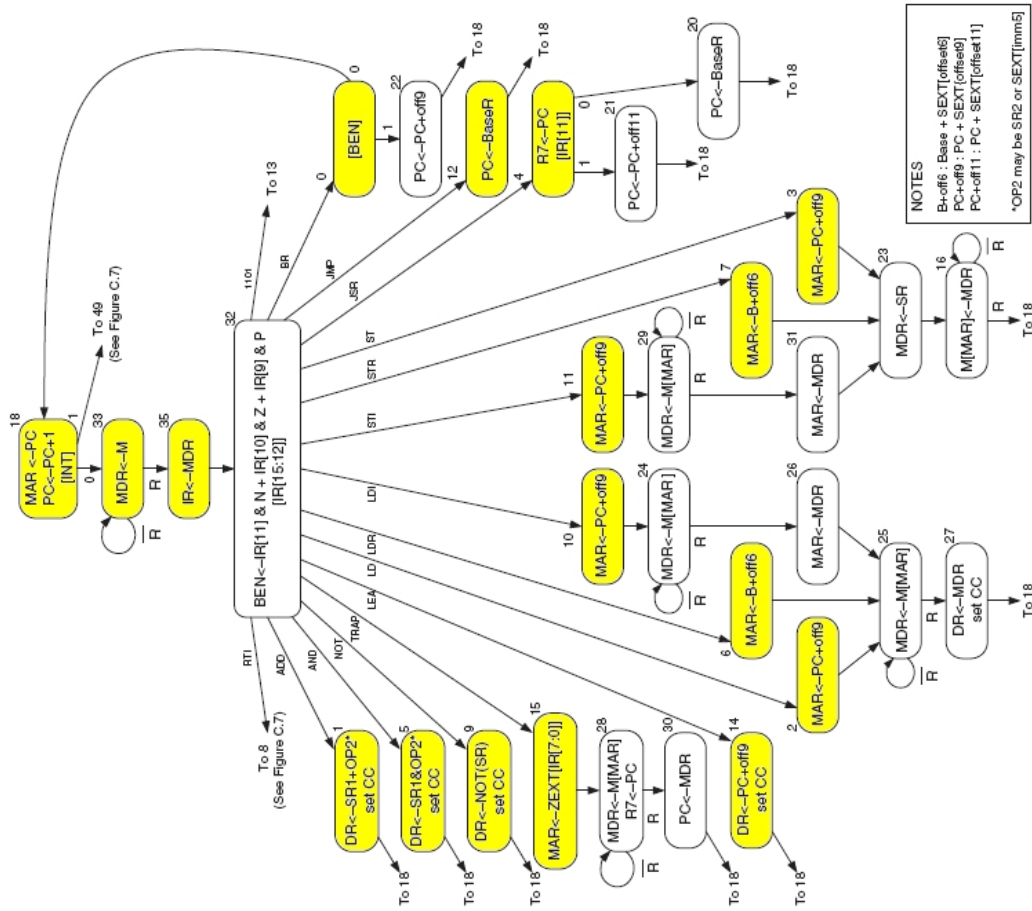 18
MAR <–PC
PC<–PC+1
[INT]
0
1
To 49
(See Figure C.7)
33
MDR<–M
R
R
35
IR<–MDR
32
BEN<–IR[11] & N + IR[10] & Z + IR[9] & P
[IR[15:12]]
1101
To 13
RTI
To 8
(See Figure C.7)
ADD
AND
NOT
TRAP
LEA
LD
LDR
LDI
STI
STR
ST
JSR
JMP
BR
0
[BEN]
0
1
22
PC<–PC+off9
To 18
12
PC<–BaseR
To 18
4
R7<–PC
[IR[11]]
0
1
21
PC<–PC+off11
To 18
20
PC<–BaseR
To 18
1
DR<–SR1+OP2*
set CC
To 18
5
DR<–SR1&OP2*
set CC
To 18
9
DR<–NOT(SR)
set CC
To 18
15
MAR<–ZEXT[IR[7:0]]
28
MDR<–M[MAR]
R7<–PC
R
R
30
PC<–MDR
To 18
14
DR<–PC+off9
set CC
To 18
2
MAR<–PC+off9
6
MAR<–B+off6
10
MAR<–PC+off9
24
MDR<–M[MAR]
R
R
26
MAR<–MDR
25
MDR<–M[MAR]
R
R
27
DR<–MDR
set CC
To 18
11
MAR<–PC+off9
29
MDR<–M[MAR]
R
R
31
MAR<–MDR
7
MAR<–B+off6
3
MAR<–PC+off9
23
MDR<–SR
16
M[MAR]<–MDR
R
R
To 18
NOTES
B+off6 : Base + SEXT[offset6]
PC+off9 : PC + SEXT[offset9]
PC+off11 : PC + SEXT[offset11]
*OP2 may be SR2 or SEXT[imm5]